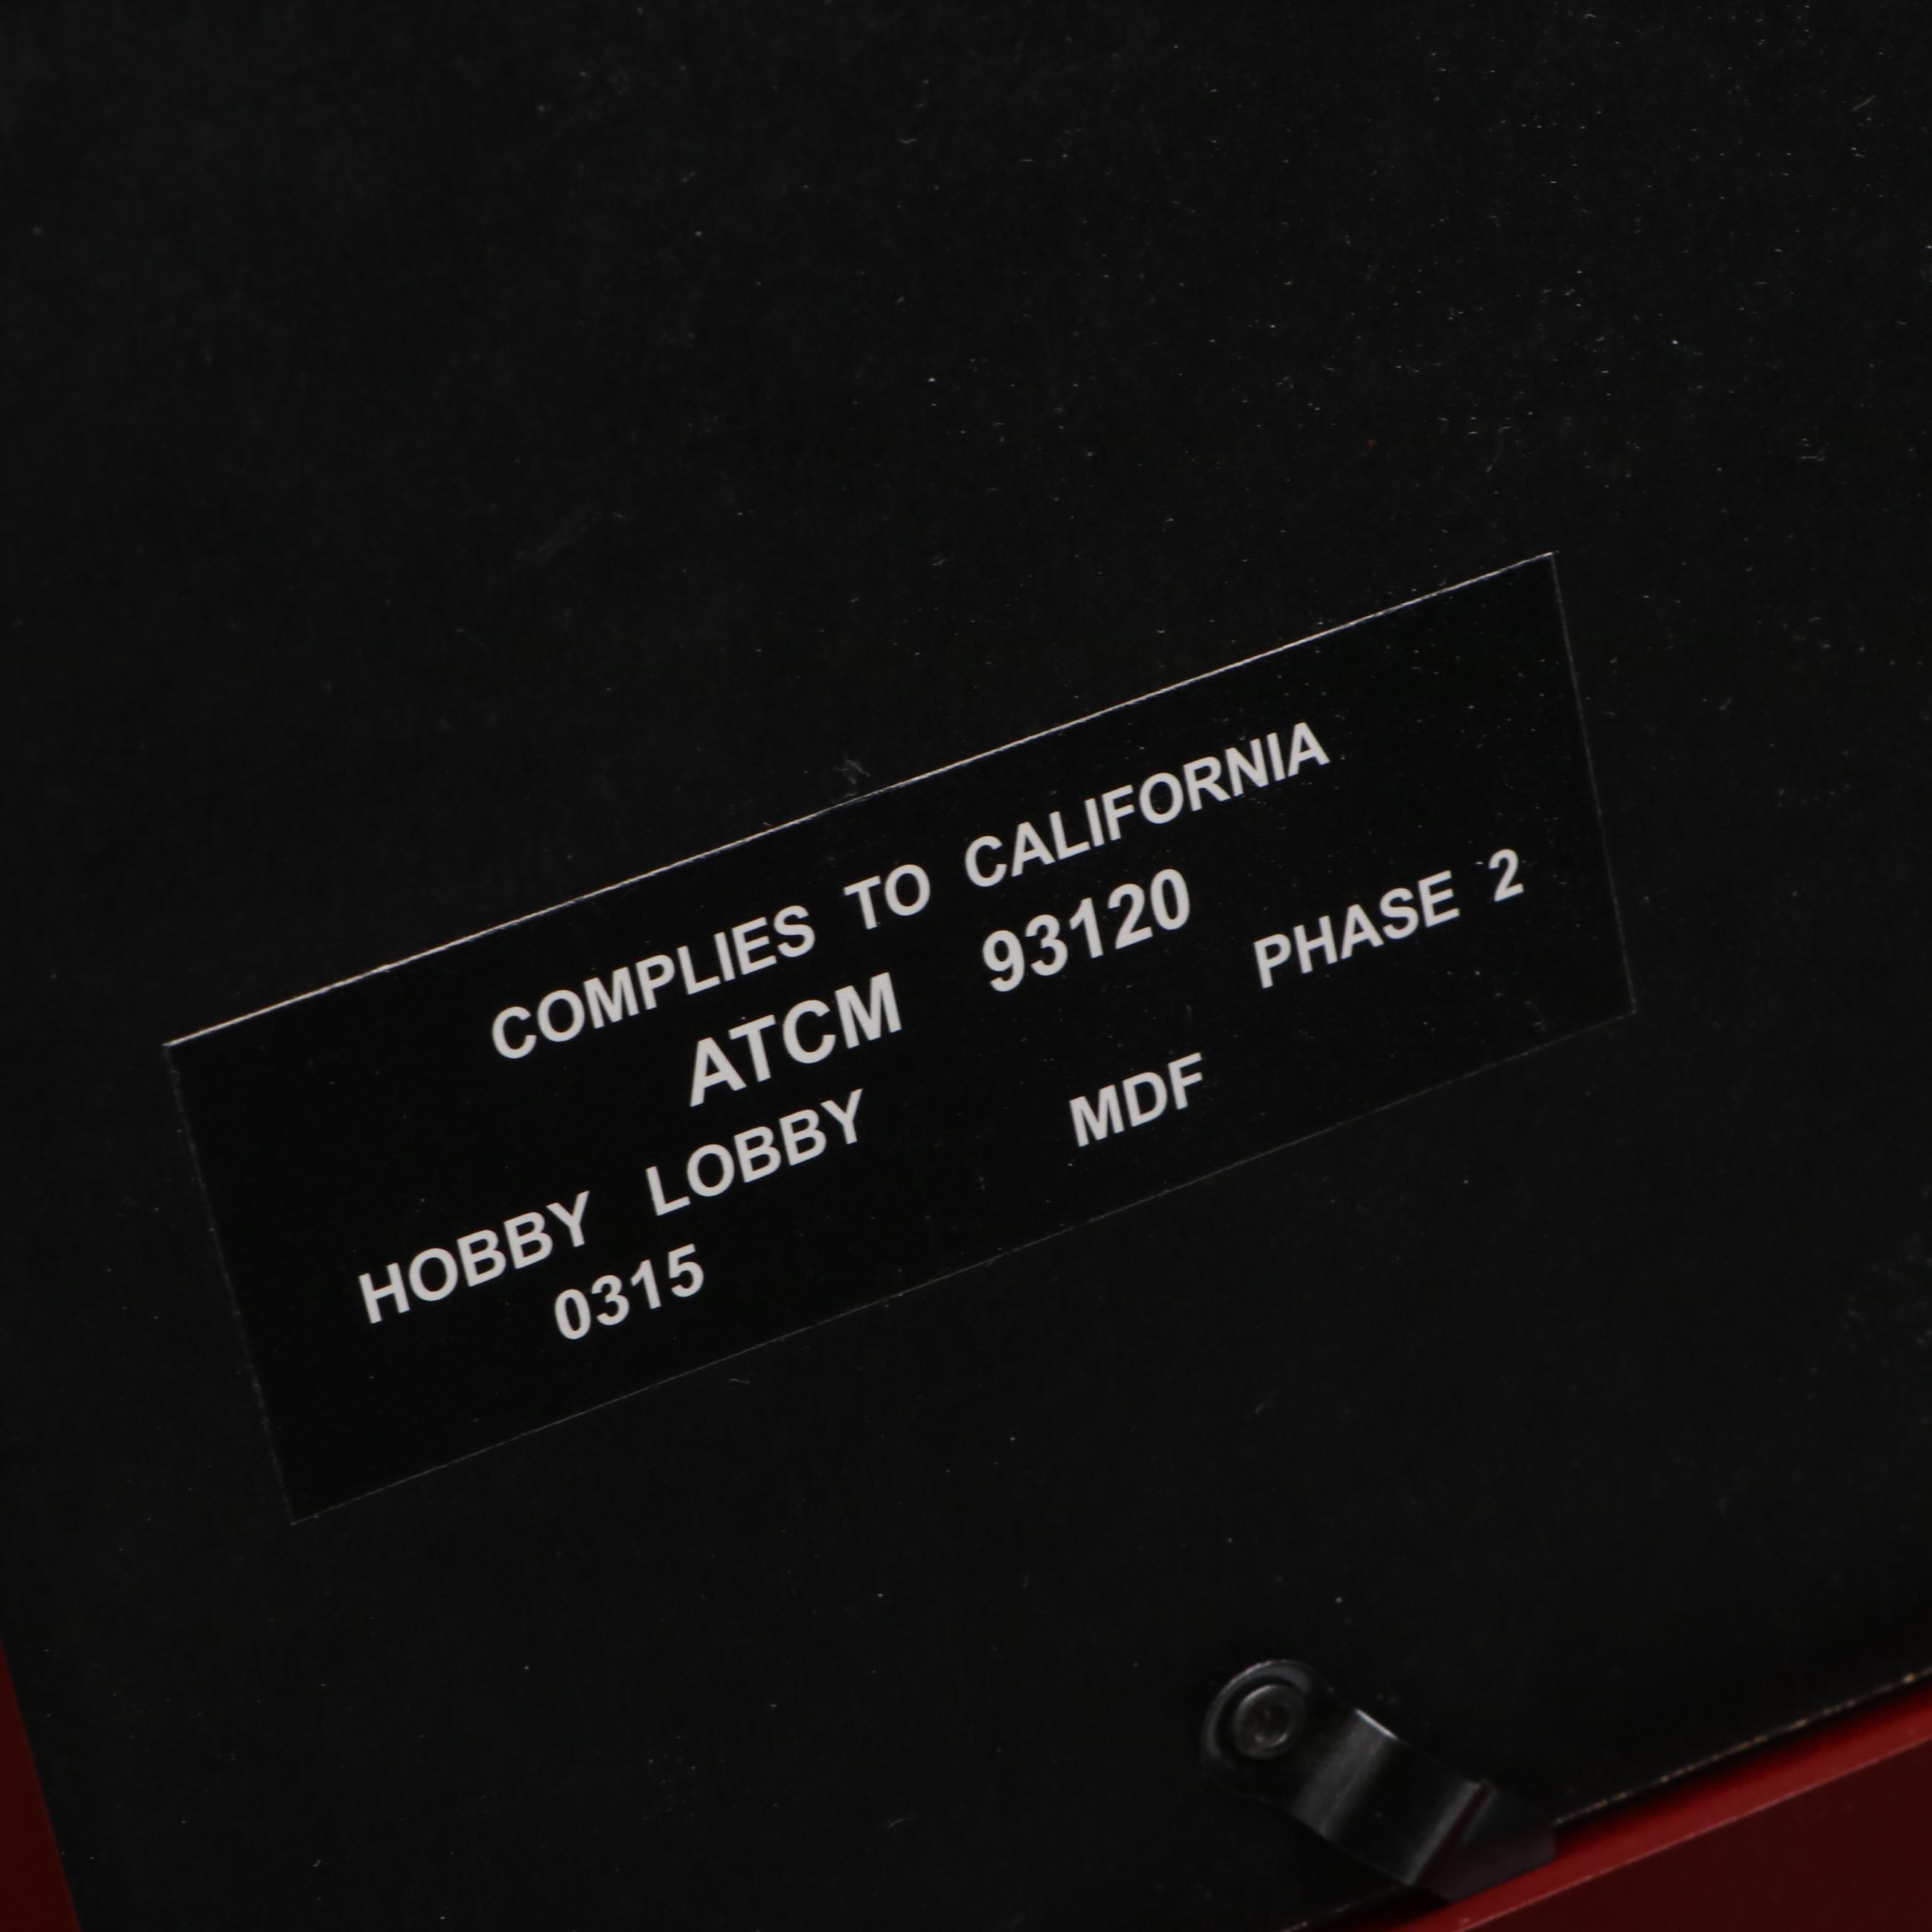 COMPLIES TO CALIFORNIA
ATCM 93120
HOBBY LOBBY PHASE 2
0315 MDF